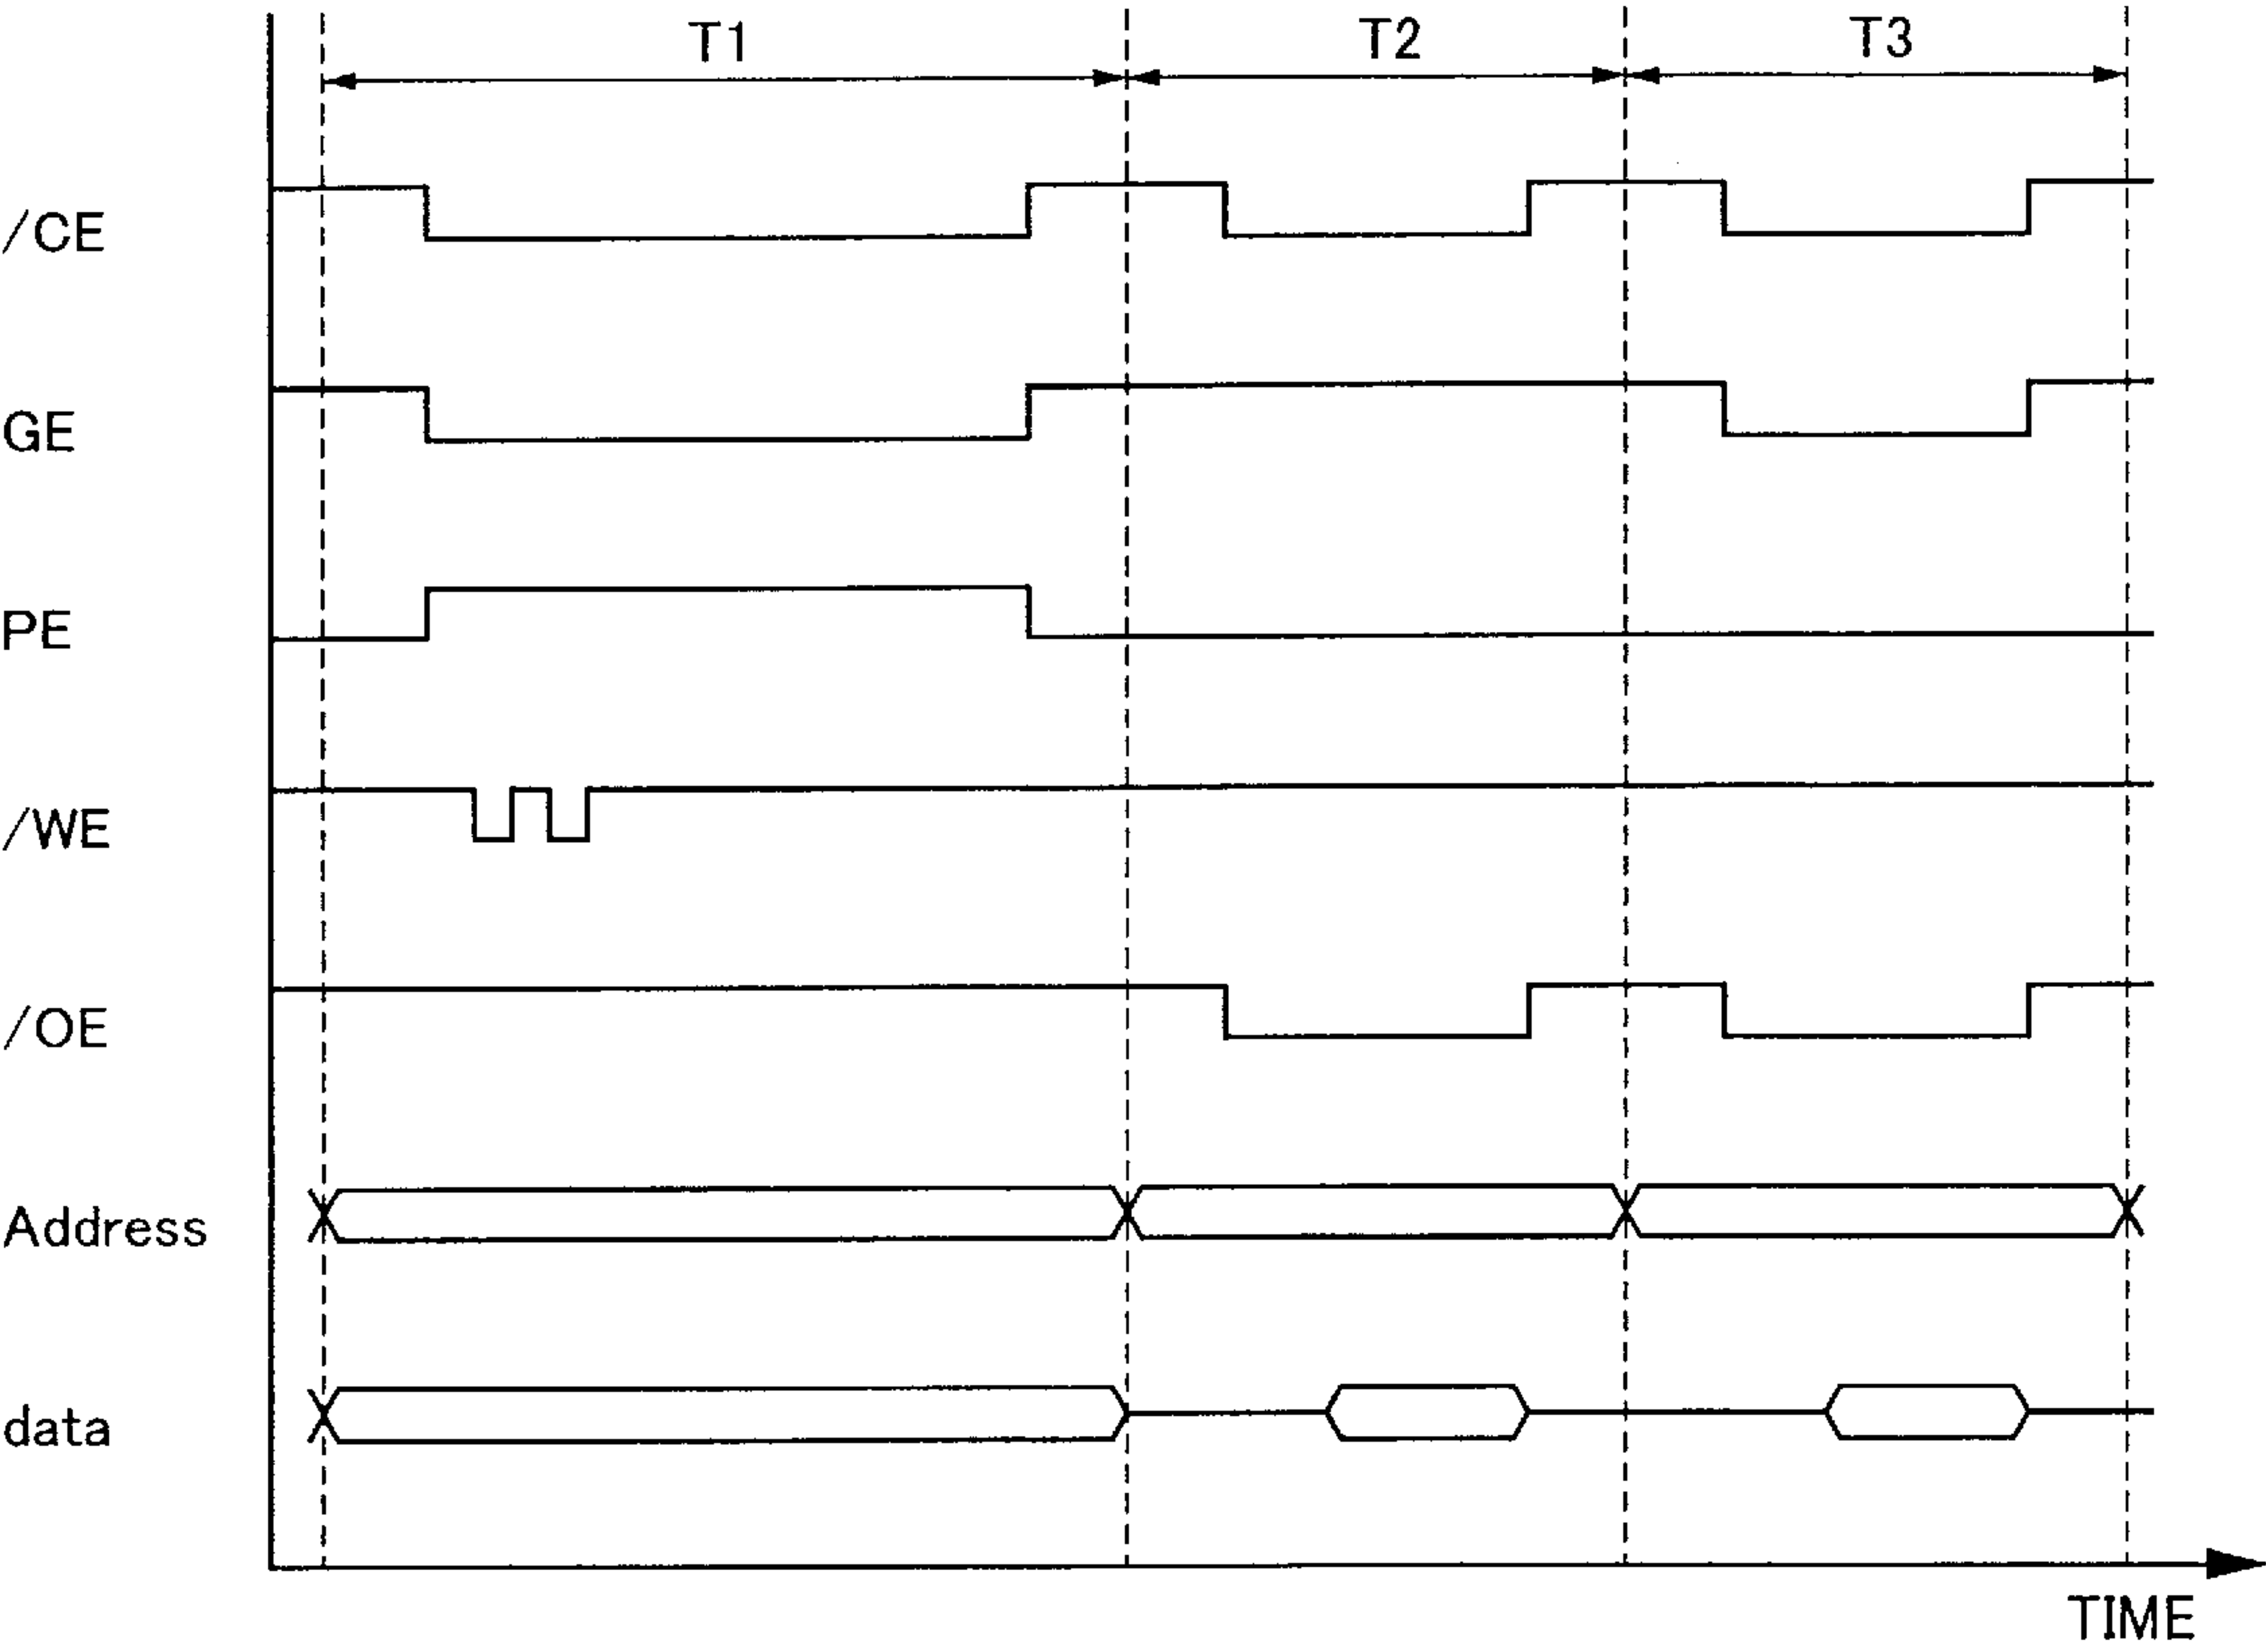 T1 T2 T3
/CE
GE
PE
/WE
/OE
Address
data
TIME